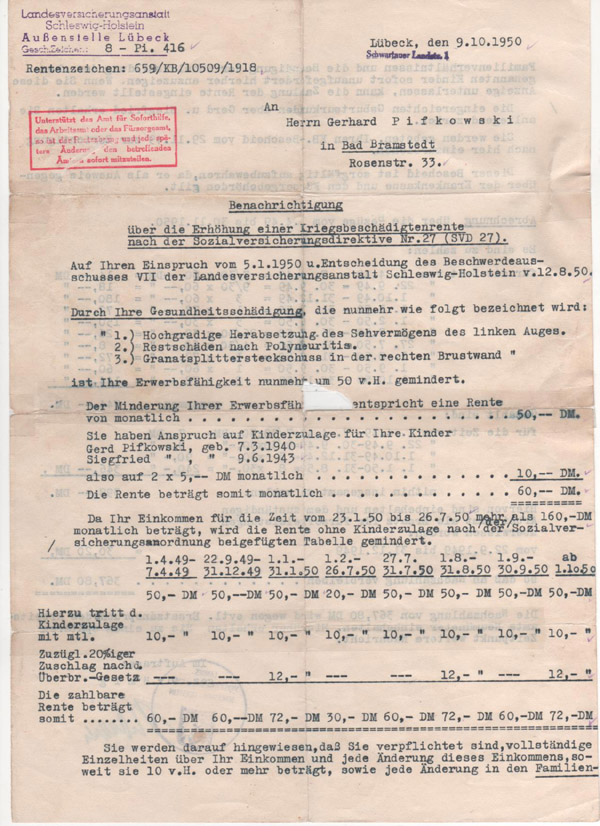 Landesversicherungsanstalt
Schleswig-Holstein
Außenstelle Lübeck
Gesch.Zeichen: 8 - Pi. 416
Lübeck, den 9.10.1950
Schwartauer Landstr. 1
Rentenzeichen: 659/KB/10509/1918
Unterstützt das Amt für Soforthilfe,
das Arbeitsamt oder das Fürsorgeamt,
so ist die und jede spä-
tere Änderung den betreffenden
Ämtern sofort mitzuteilen.
An
Herrn Gerhard P i f k o w s k i
in Bad Bramstedt
Rosenstr. 33.
Benachrichtigung
über die Erhöhung einer Kriegsbeschädigtenrente
nach der Sozialversicherungsdirektive Nr.27 (SVD 27).
Auf Ihren Einspruch vom 5.1.1950 u.Entscheidung des Beschwerdeaus-
schusses VII der Landesversicherungsanstalt Schleswig-Holstein v.12.8.50.
Durch Ihre Gesundheitsschädigung, die nunmehr wie folgt bezeichnet wird:
" 1.) Hochgradige Herabsetzung des Sehvermögens des linken Auges.
2.) Restschäden nach Polyneuritis.
3.) Granatsplittersteckschuss in der rechten Brustwand "
ist Ihre Erwerbsfähigkeit nunmehr um 50 v.H. gemindert.
Der Minderung Ihrer Erwerbsfäh entspricht eine Rente
von monatlich . . . . . . . . . . . . . . . . . . . . 50,-- DM.
Sie haben Anspruch auf Kinderzulage für Ihre Kinder
Gerd Pifkowski, geb. 7.3.1940
Siegfried " , " 9.6.1943
also auf 2 x 5,-- DM monatlich . . . . . . . . . . . . 10,-- DM.
Die Rente beträgt somit monatlich . . . . . . . . . . 60,-- DM.
Da Ihr Einkommen für die Zeit vom 23.1.50 bis 26.7.50 mehr als 160,-DM
monatlich beträgt, wird die Rente ohne Kinderzulage nach der /der/ Sozialver-
sicherungsanordnung beigefügten Tabelle gemindert.
1.4.49- 22.9.49- 1.1.- 1.2.- 27.7. 1.8.- 1.9.- ab
7.4.49 31.12.49 31.1.50 26.7.50 31.7.50 31.8.50 30.9.50 1.10.50
50,- DM 50,--DM 50,-DM 20,-DM 50,-DM 50,-DM 50,-DM 50,-DM
Hierzu tritt d.
Kinderzulage
mit mtl. 10,- " 10,-- " 10,- " 10,- " 10,- " 10,- " 10,- " 10,- "
Zuzügl.20%iger
Zuschlag nach d.
Überbr.-Gesetz --- --- 12,- " --- --- 12,- " --- 12,- "
Die zahlbare
Rente beträgt
somit ........ 60,- DM 60,--DM 72,- DM 30,- DM 60,- DM 72,- DM 60,-DM 72,-DM
Sie werden darauf hingewiesen,daß Sie verpflichtet sind,vollständige
Einzelheiten über Ihr Einkommen und jede Änderung dieses Einkommens,so-
weit sie 10 v.H. oder mehr beträgt, sowie jede Änderung in den Familien-